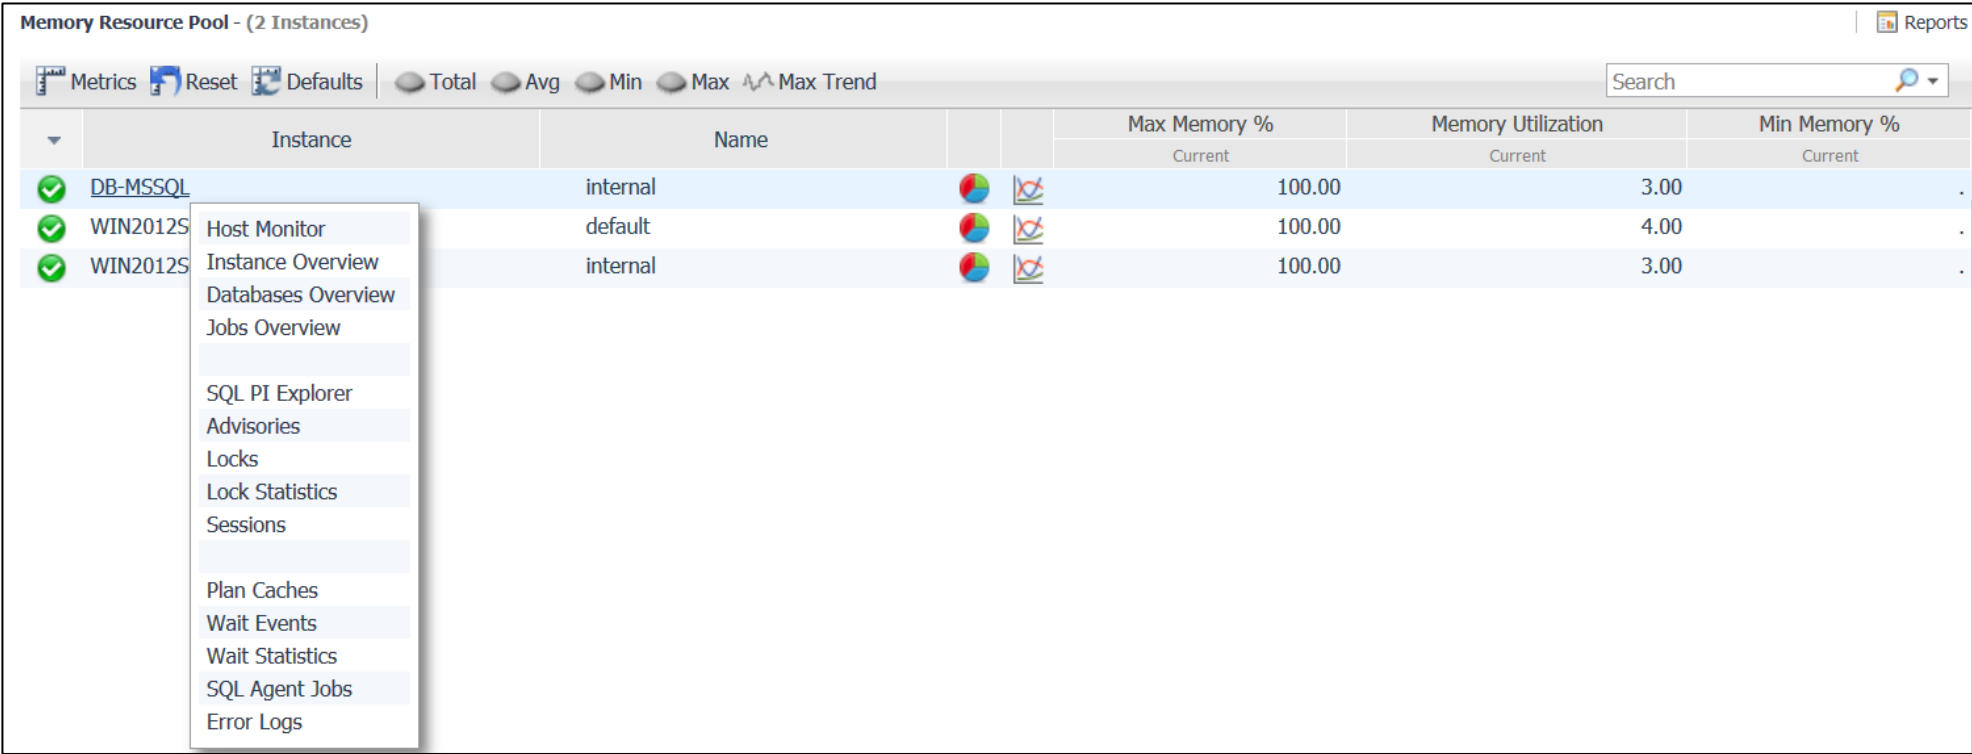 Memory Resource Pool - (2 Instances) Reports
Metrics Reset Defaults Total Avg Min Max Max Trend Search
Instance Name Max Memory % Memory Utilization Min Memory %
Current Current Current
DB-MSSQL internal 100.00 3.00 .
WIN2012S default 100.00 4.00 .
WIN2012S internal 100.00 3.00 .
Host Monitor
Instance Overview
Databases Overview
Jobs Overview
SQL PI Explorer
Advisories
Locks
Lock Statistics
Sessions
Plan Caches
Wait Events
Wait Statistics
SQL Agent Jobs
Error Logs